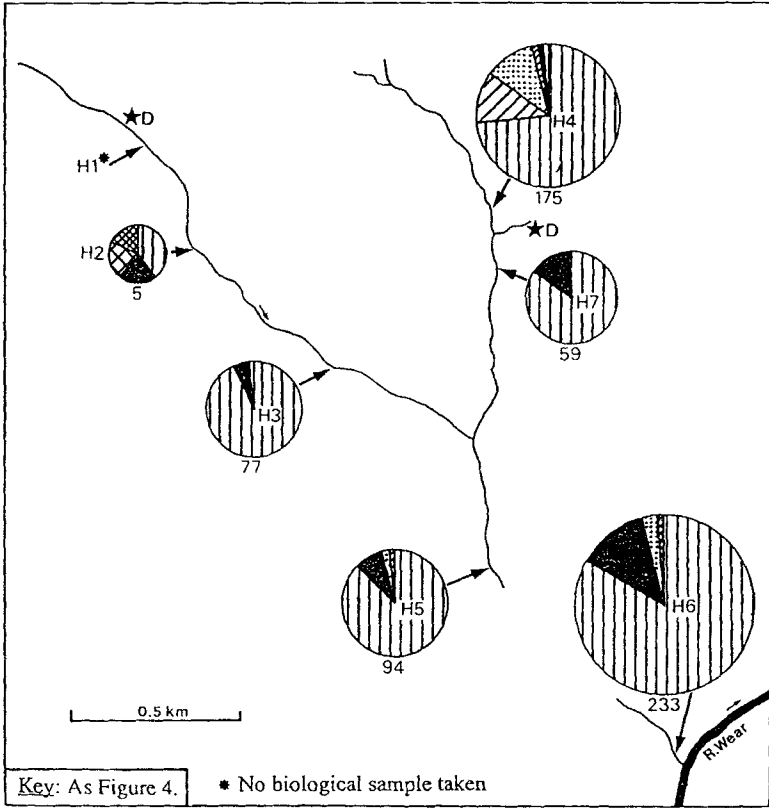 H4
175
★D
H1*
H2
5
★D
H7
59
H3
77
H5
94
H6
233
0.5 km
R.Wear
Key: As Figure 4.
* No biological sample taken